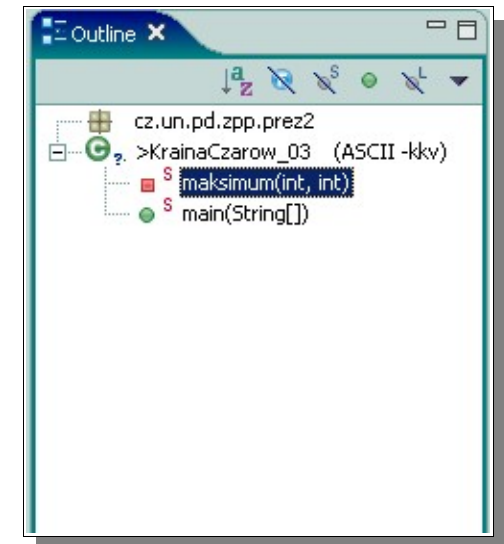 Outline
cz.un.pd.zpp.prez2
>KrainaCzarow_03 (ASCII -kkv)
S maksimum(int, int)
S main(String[])